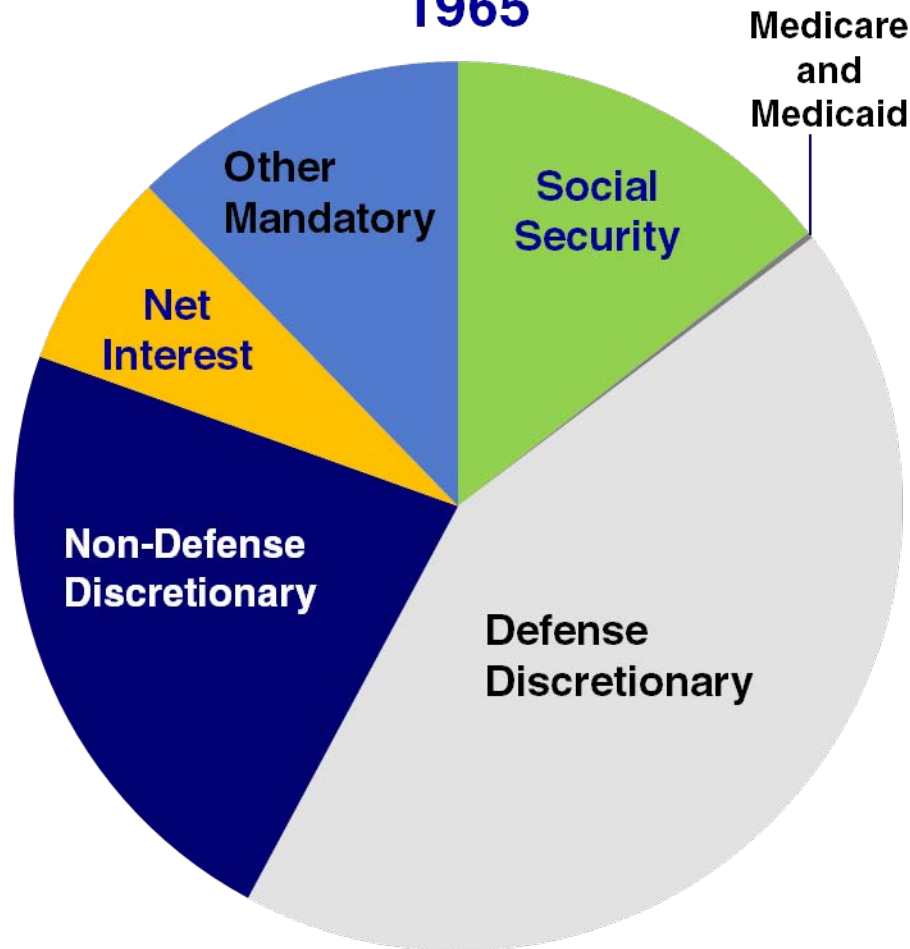 1965
Medicare
and
Medicaid
Other
Mandatory
Social
Security
Net
Interest
Non-Defense
Discretionary
Defense
Discretionary